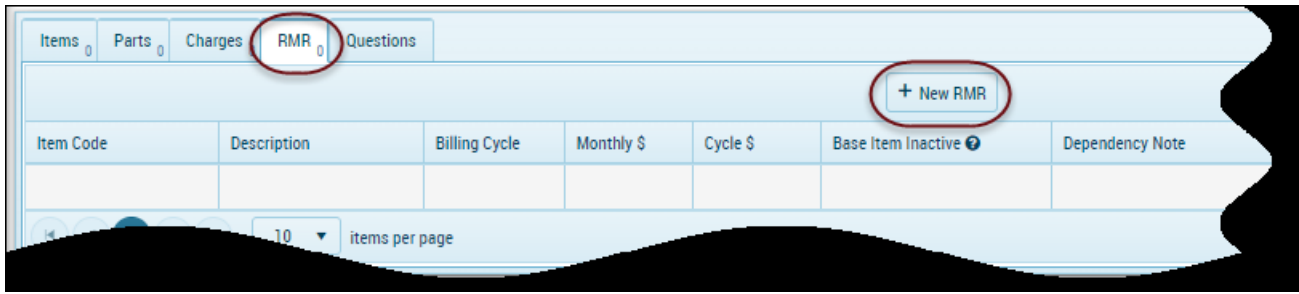 Items 0 Parts 0 Charges RMR 0 Questions
+ New RMR
Item Code Description Billing Cycle Monthly $ Cycle $ Base Item Inactive ? Dependency Note
10 items per page